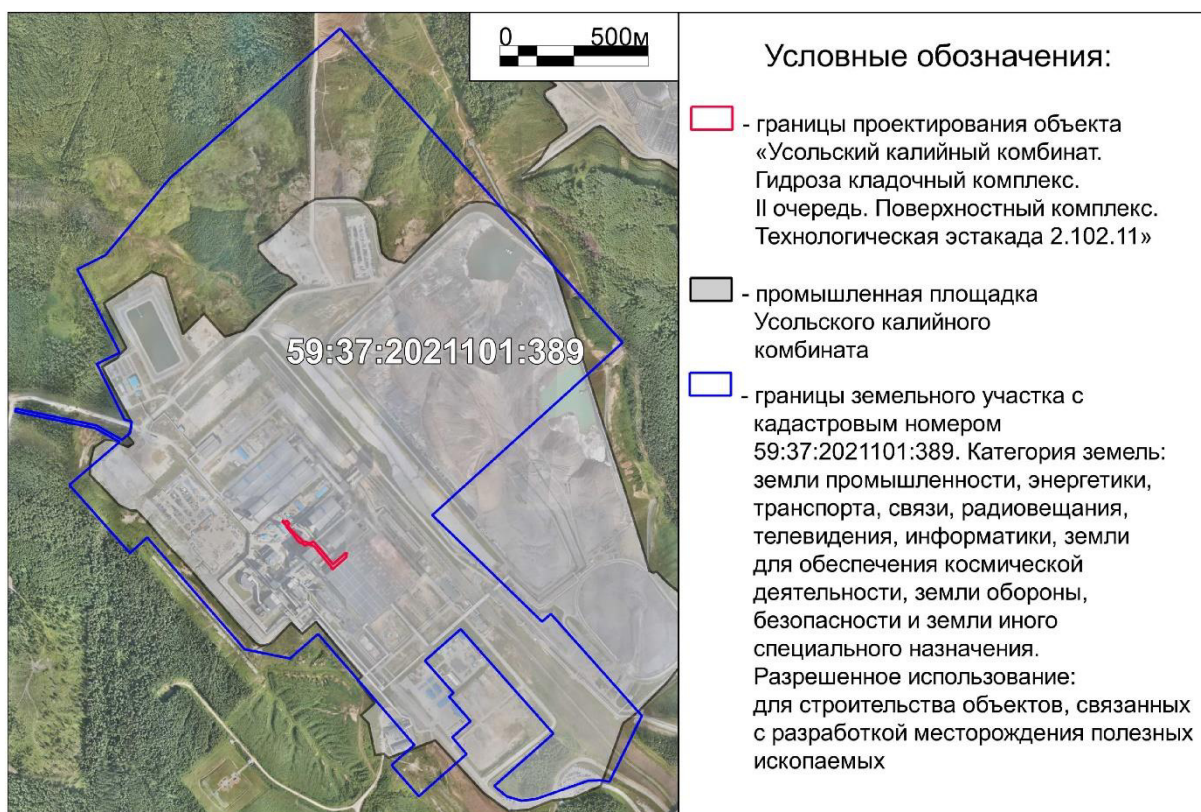 0 500м
59:37:2021101:389
Условные обозначения:
- границы проектирования объекта
«Усольский калийный комбинат.
Гидроза кладочный комплекс.
II очередь. Поверхностный комплекс.
Технологическая эстакада 2.102.11»
- промышленная площадка
Усольского калийного
комбината
- границы земельного участка с
кадастровым номером
59:37:2021101:389. Категория земель:
земли промышленности, энергетики,
транспорта, связи, радиовещания,
телевидения, информатики, земли
для обеспечения космической
деятельности, земли обороны,
безопасности и земли иного
специального назначения.
Разрешенное использование:
для строительства объектов, связанных
с разработкой месторождения полезных
ископаемых